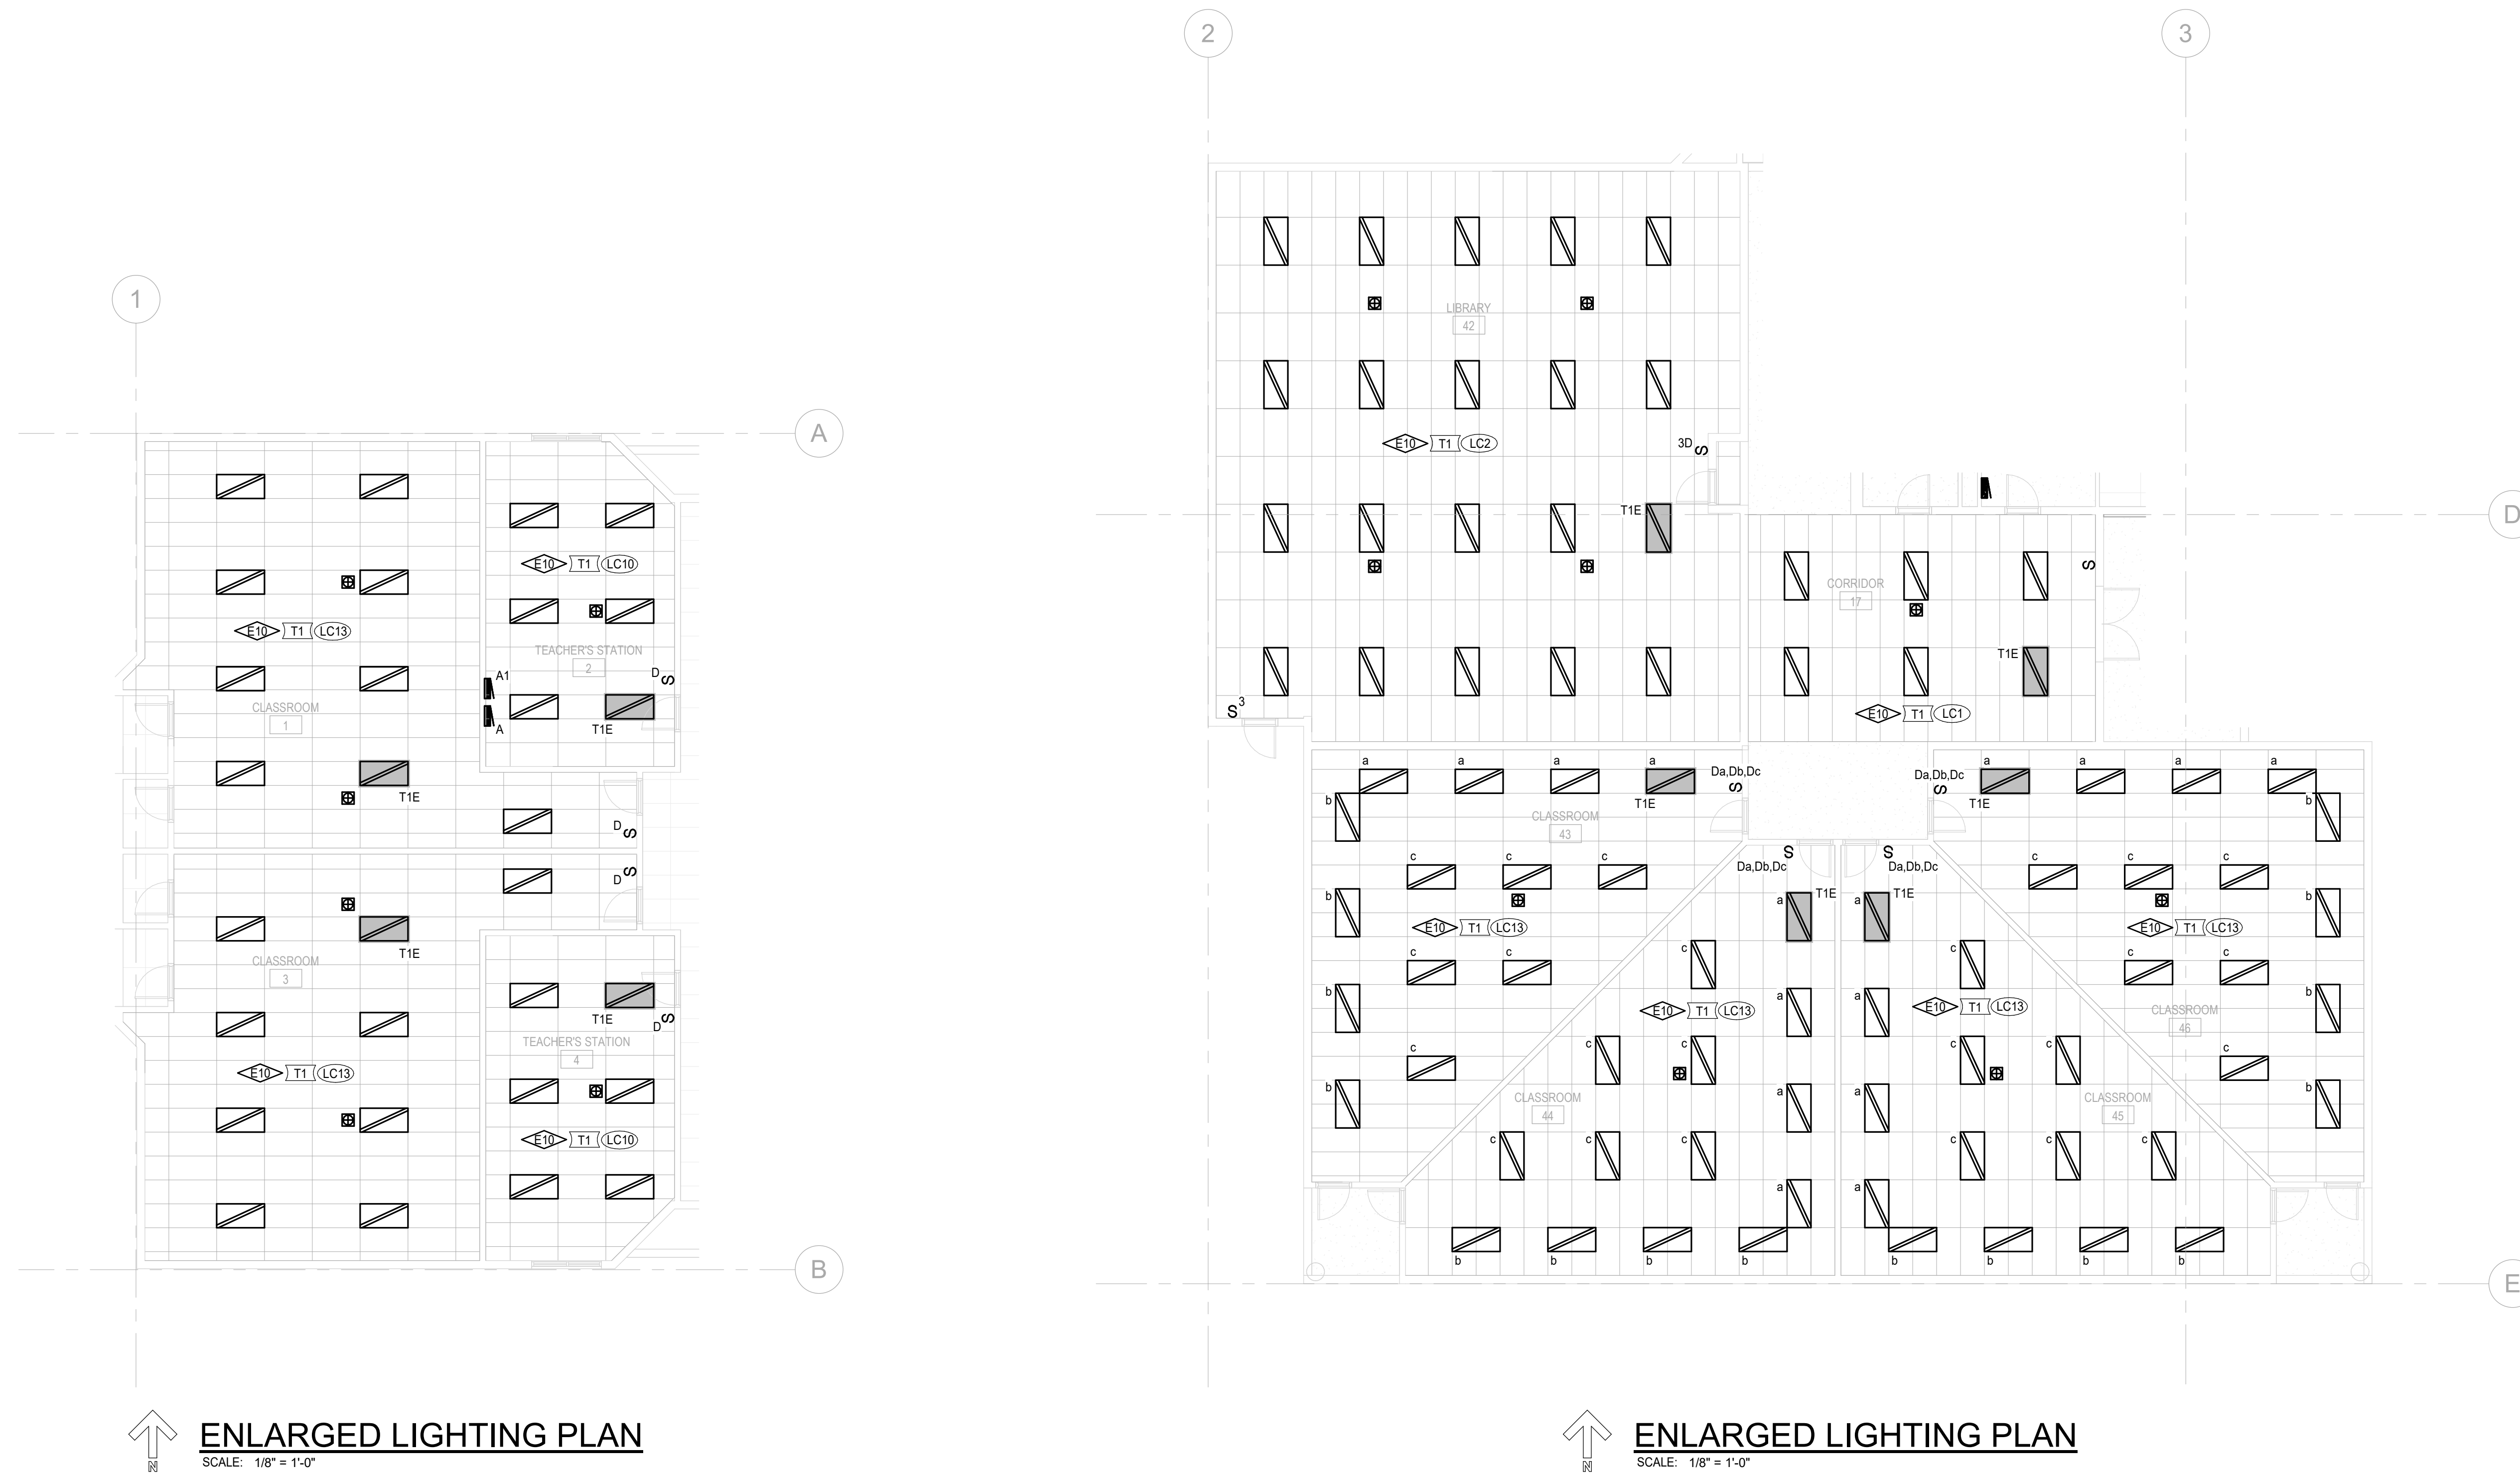 2
3
1
A
LIBRARY
42
E10 T1 LC2
3D
S
T1E
D
S
3
CORRIDOR
17
S
T1E
E10 T1 LC1
E10 T1 LC10
TEACHER'S STATION
2
D
S
T1E
A1
A
E10 T1 LC13
CLASSROOM
1
T1E
D
S
D
S
T1E
CLASSROOM
3
E10 T1 LC13
T1E
D
S
TEACHER'S STATION
4
E10 T1 LC10
B
a a a a
Da,Db,Dc
S
T1E
b
CLASSROOM
43
c c c
b
E10 T1 LC13
c c
b
c
b
Da,Db,Dc
S
a a a a
T1E
b
c c c
b
E10 T1 LC13
c c
b
CLASSROOM
46
c
b
S
Da,Db,Dc
T1E
a
c
a
E10 T1 LC13
c c
a
CLASSROOM
44
c c c
a
b b b b
S
Da,Db,Dc
T1E
a
c
a
E10 T1 LC13
c c
a
CLASSROOM
45
c c c
a
b b b b
E
N
ENLARGED LIGHTING PLAN
SCALE: 1/8" = 1'-0"
N
ENLARGED LIGHTING PLAN
SCALE: 1/8" = 1'-0"